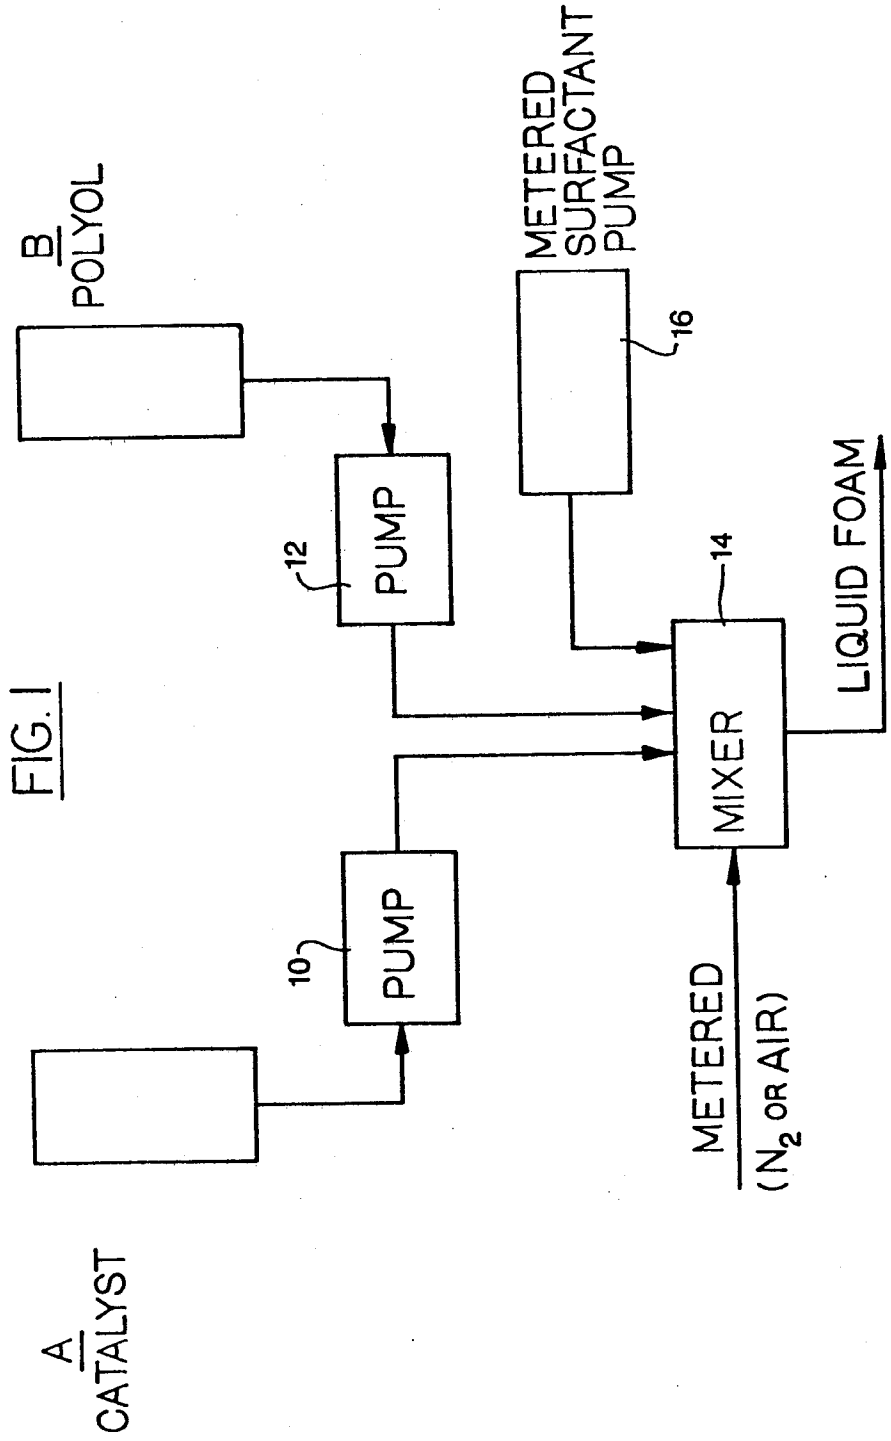 FIG. 1
A
CATALYST
B
POLYOL
10
PUMP
12
PUMP
METERED
SURFACTANT
PUMP
16
14
MIXER
METERED
(N2 OR AIR)
LIQUID FOAM